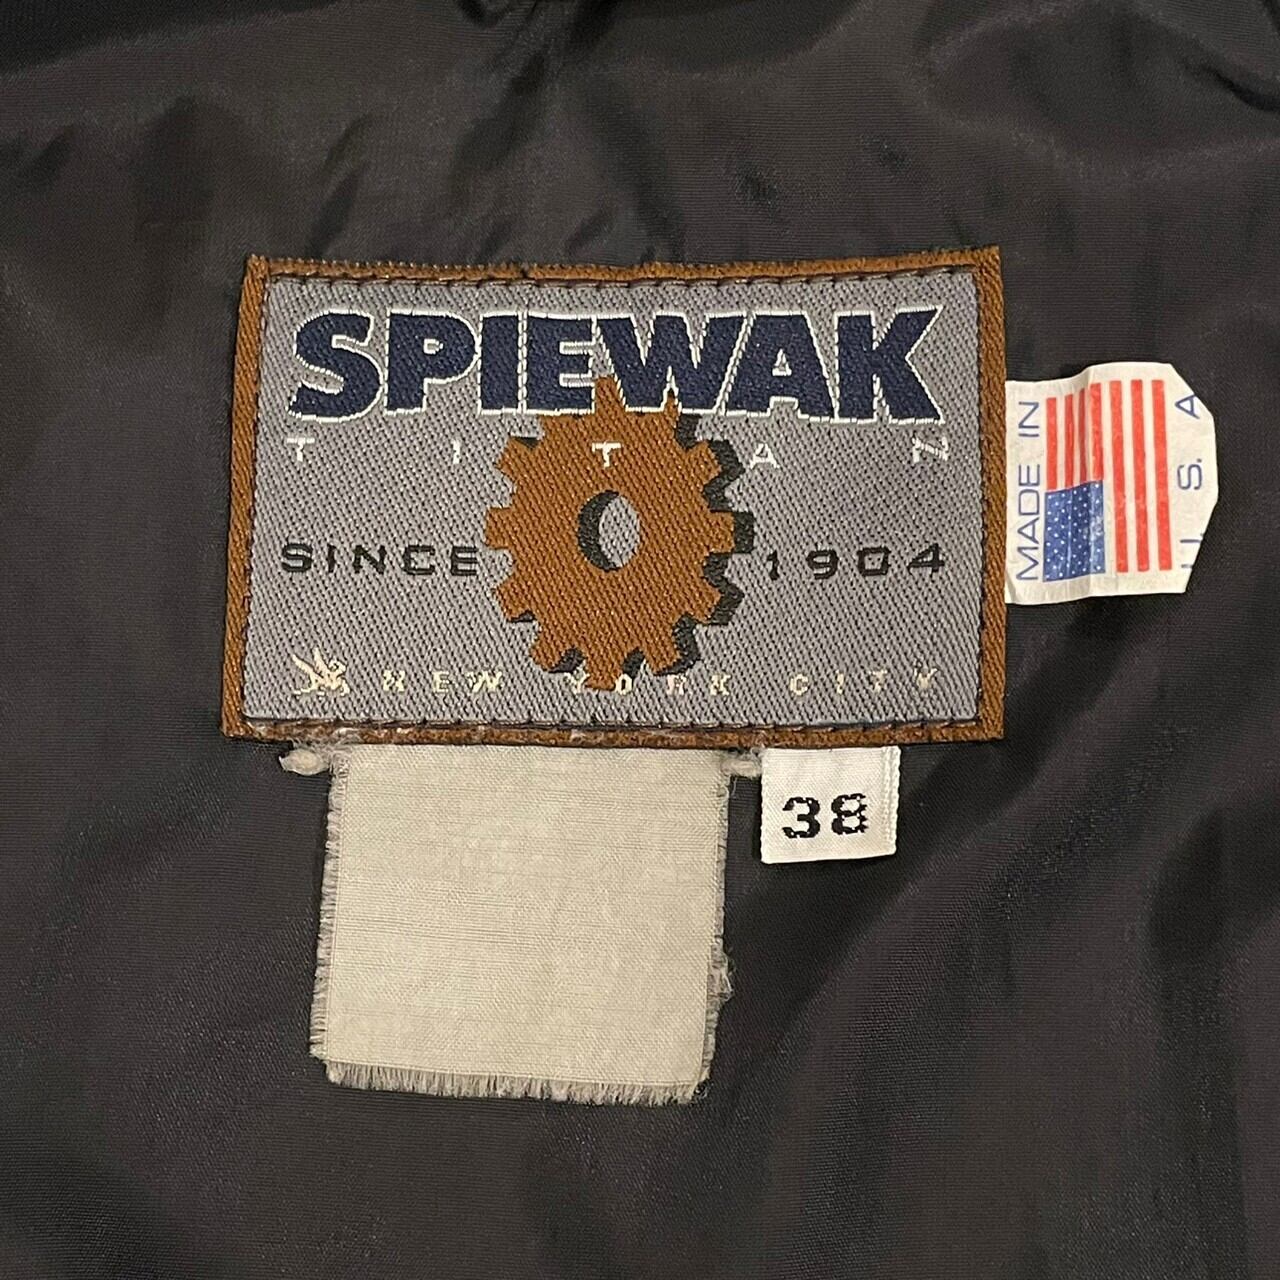 SPIEWAK
TITAN
SINCE 1904
NEW YORK CITY
MADE IN
U. S. A
38